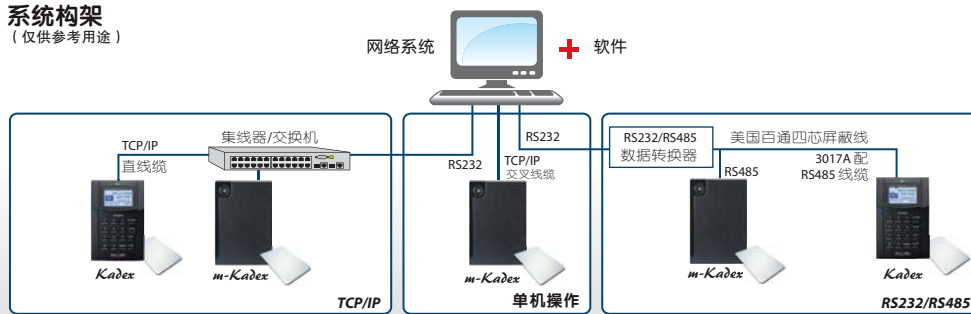 系统构架
（仅供参考用途）
网络系统
软件
TCP/IP
直线缆
集线器/交换机
Kadex
m-Kadex
TCP/IP
RS232
TCP/IP
交叉线缆
RS232
m-Kadex
单机操作
RS232/RS485
数据转换器
美国百通四芯屏蔽线
RS485
3017A 配
RS485 线缆
m-Kadex
Kadex
RS232/RS485